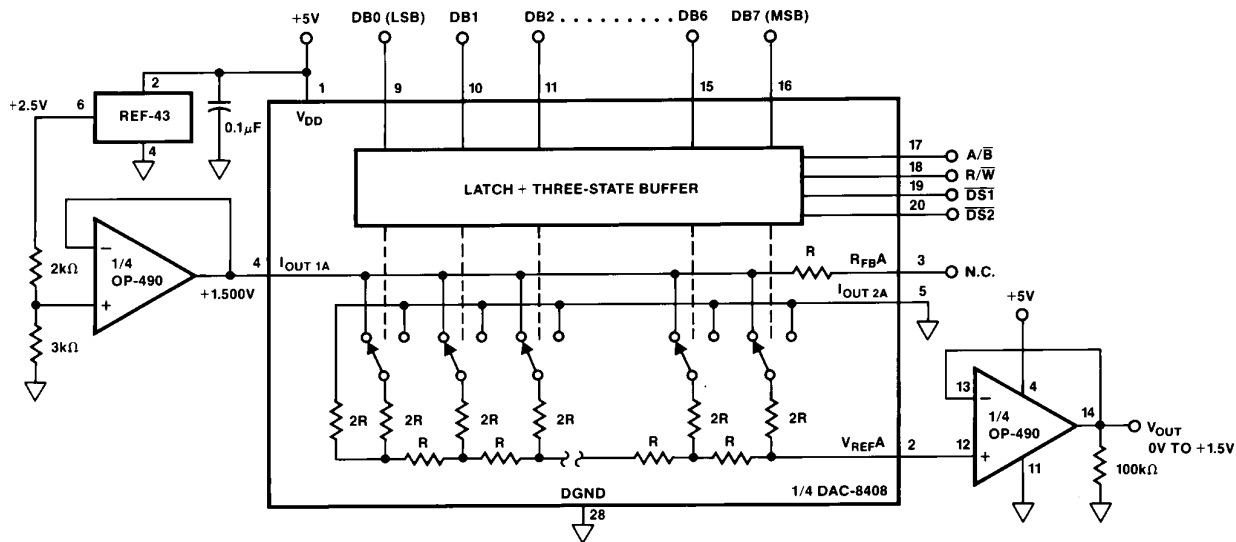 +5V
DB0 (LSB) DB1 DB2 . . . . . . . . . DB6 DB7 (MSB)
2
1 9 10 11 15 16
+2.5V 6
REF-43
0.1μF
4
VDD
LATCH + THREE-STATE BUFFER
17 A/B̅
18 R/W̅
19 D̅S̅1̅
20 D̅S̅2̅
2kΩ
3kΩ
−
1/4
OP-490
+
+1.500V
4 IOUT 1A
R RFBA 3 N.C.
IOUT 2A 5
2R 2R 2R 2R 2R 2R
R R R R
VREFA 2
DGND
28
1/4 DAC-8408
+5V
13 −
4
1/4
OP-490
12 +
11
14
VOUT
0V TO +1.5V
100kΩ